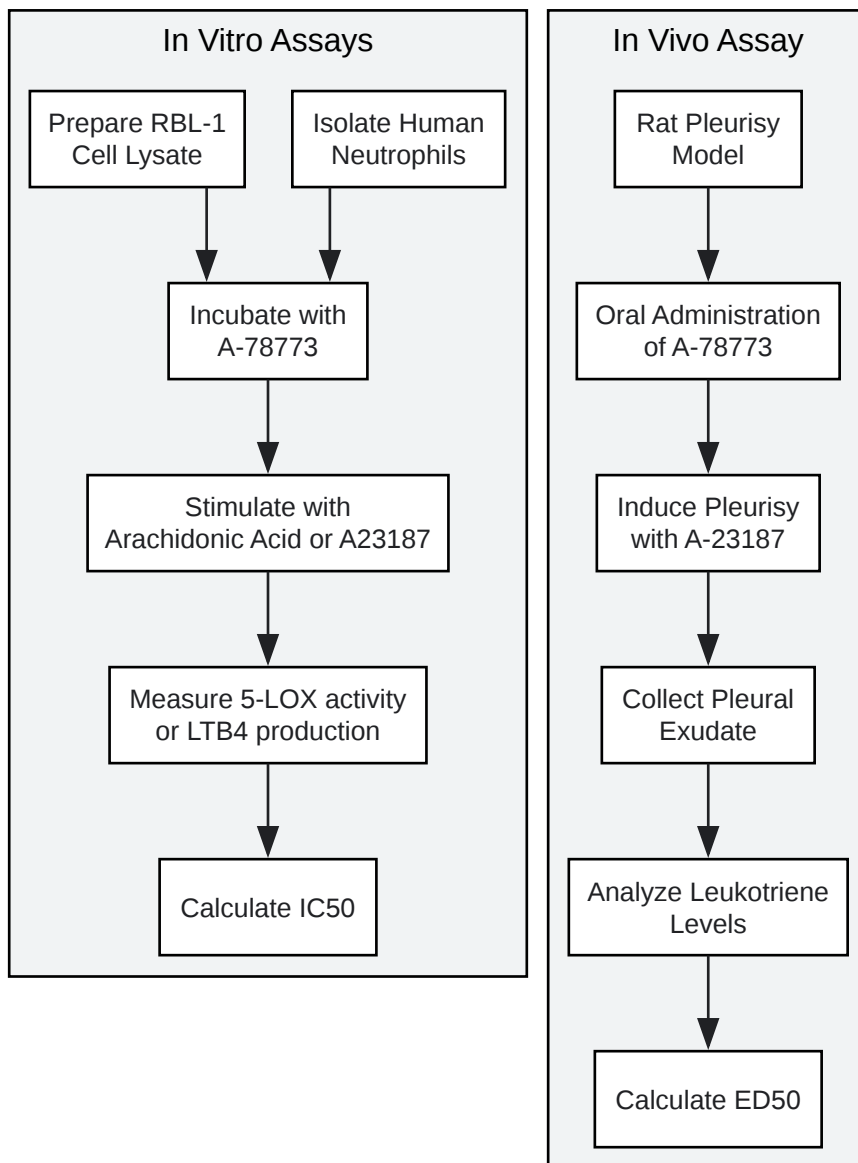 In Vitro Assays
Prepare RBL-1
Cell Lysate
Isolate Human
Neutrophils
Incubate with
A-78773
Stimulate with
Arachidonic Acid or A23187
Measure 5-LOX activity
or LTB4 production
Calculate IC50
In Vivo Assay
Rat Pleurisy
Model
Oral Administration
of A-78773
Induce Pleurisy
with A-23187
Collect Pleural
Exudate
Analyze Leukotriene
Levels
Calculate ED50